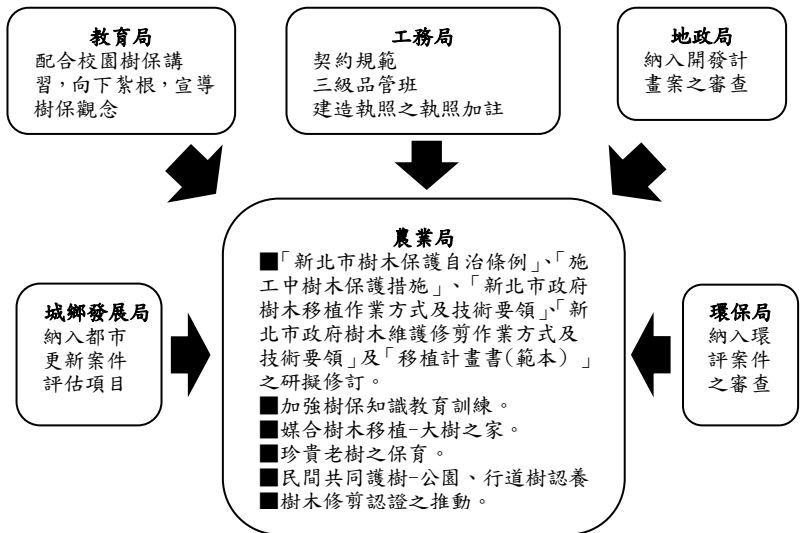 教育局
配合校園樹保講
習，向下紮根，宣導
樹保觀念
工務局
契約規範
三級品管班
建造執照之執照加註
地政局
納入開發計
畫案之審查
城鄉發展局
納入都市
更新案件
評估項目
農業局
■「新北市樹木保護自治條例」、「施
工中樹木保護措施」、「新北市政府
樹木移植作業方式及技術要領」、「新
北市政府樹木維護修剪作業方式及
技術要領」及「移植計畫書(範本) 」
之研擬修訂。
■加強樹保知識教育訓練。
■媒合樹木移植-大樹之家。
■珍貴老樹之保育。
■民間共同護樹-公園、行道樹認養
■樹木修剪認證之推動。
環保局
納入環
評案件
之審查